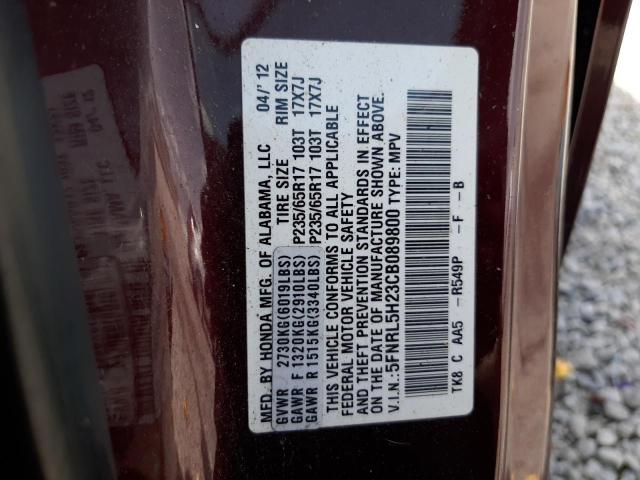 MFD. BY HONDA MFG. OF ALABAMA, LLC 04/'12
GVWR 2730KG(6019LBS) TIRE SIZE RIM SIZE
GAWR F 1320KG(2910LBS) P235/65R17 103T 17X7J
GAWR R 1515KG(3340LBS) P235/65R17 103T 17X7J
THIS VEHICLE CONFORMS TO ALL APPLICABLE
FEDERAL MOTOR VEHICLE SAFETY
AND THEFT PREVENTION STANDARDS IN EFFECT
ON THE DATE OF MANUFACTURE SHOWN ABOVE.
V.I.N.:5FNRL5H23CB089800 TYPE: MPV
TK8 C AA5 -R549P -F -B